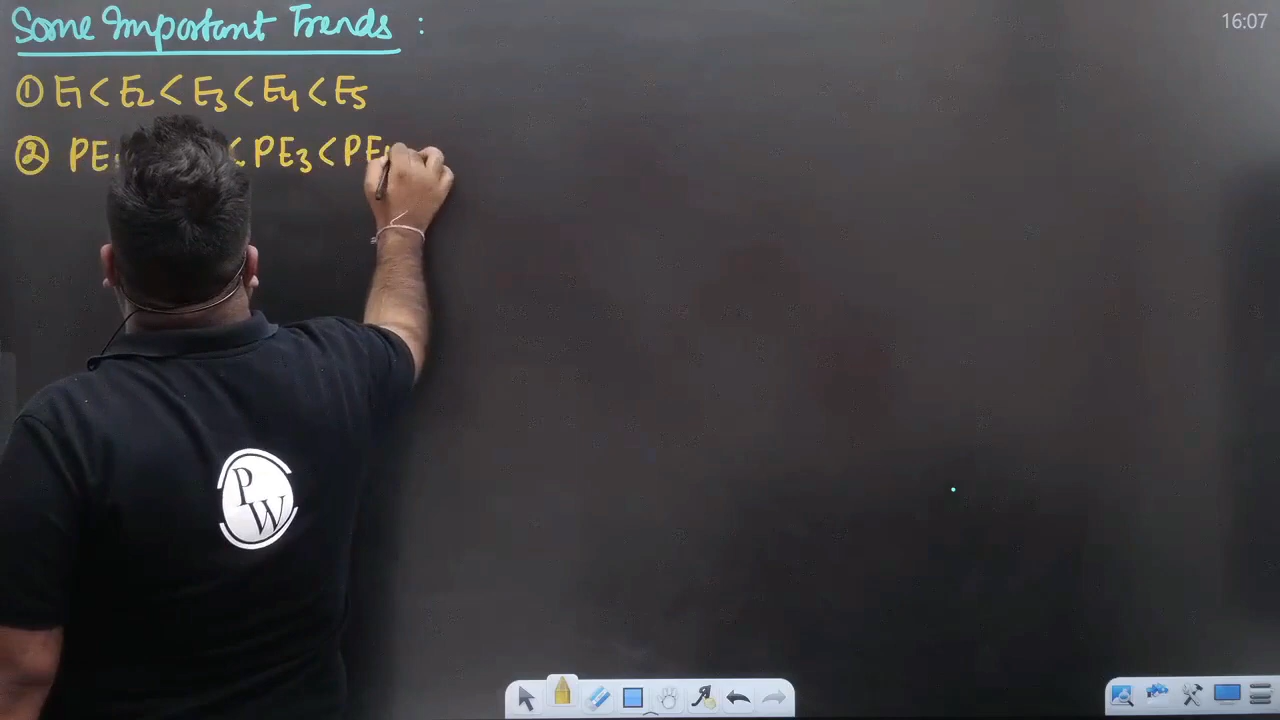 Some Important Trends :
16:07
① E₁ < E₂ < E₃ < E₄ < E₅
② PE < PE₃ < PE
PW